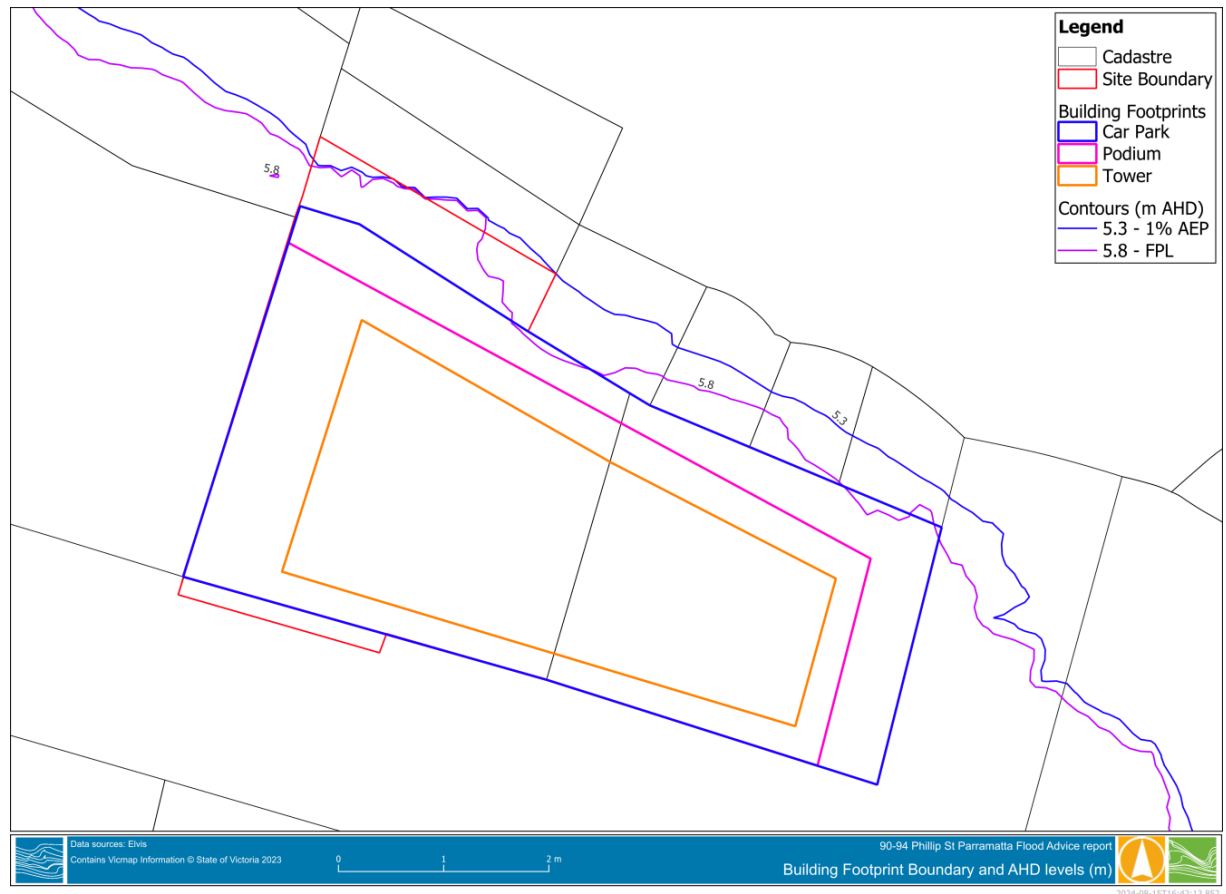 Legend
Cadastre
Site Boundary
Building Footprints
Car Park
Podium
Tower
Contours (m AHD)
5.3 - 1% AEP
5.8 - FPL
5.8
5.8
5.3
Data sources: Elvis
Contains Vicmap Information © State of Victoria 2023
0 1 2 m
90-94 Phillip St Parramatta Flood Advice report
Building Footprint Boundary and AHD levels (m)